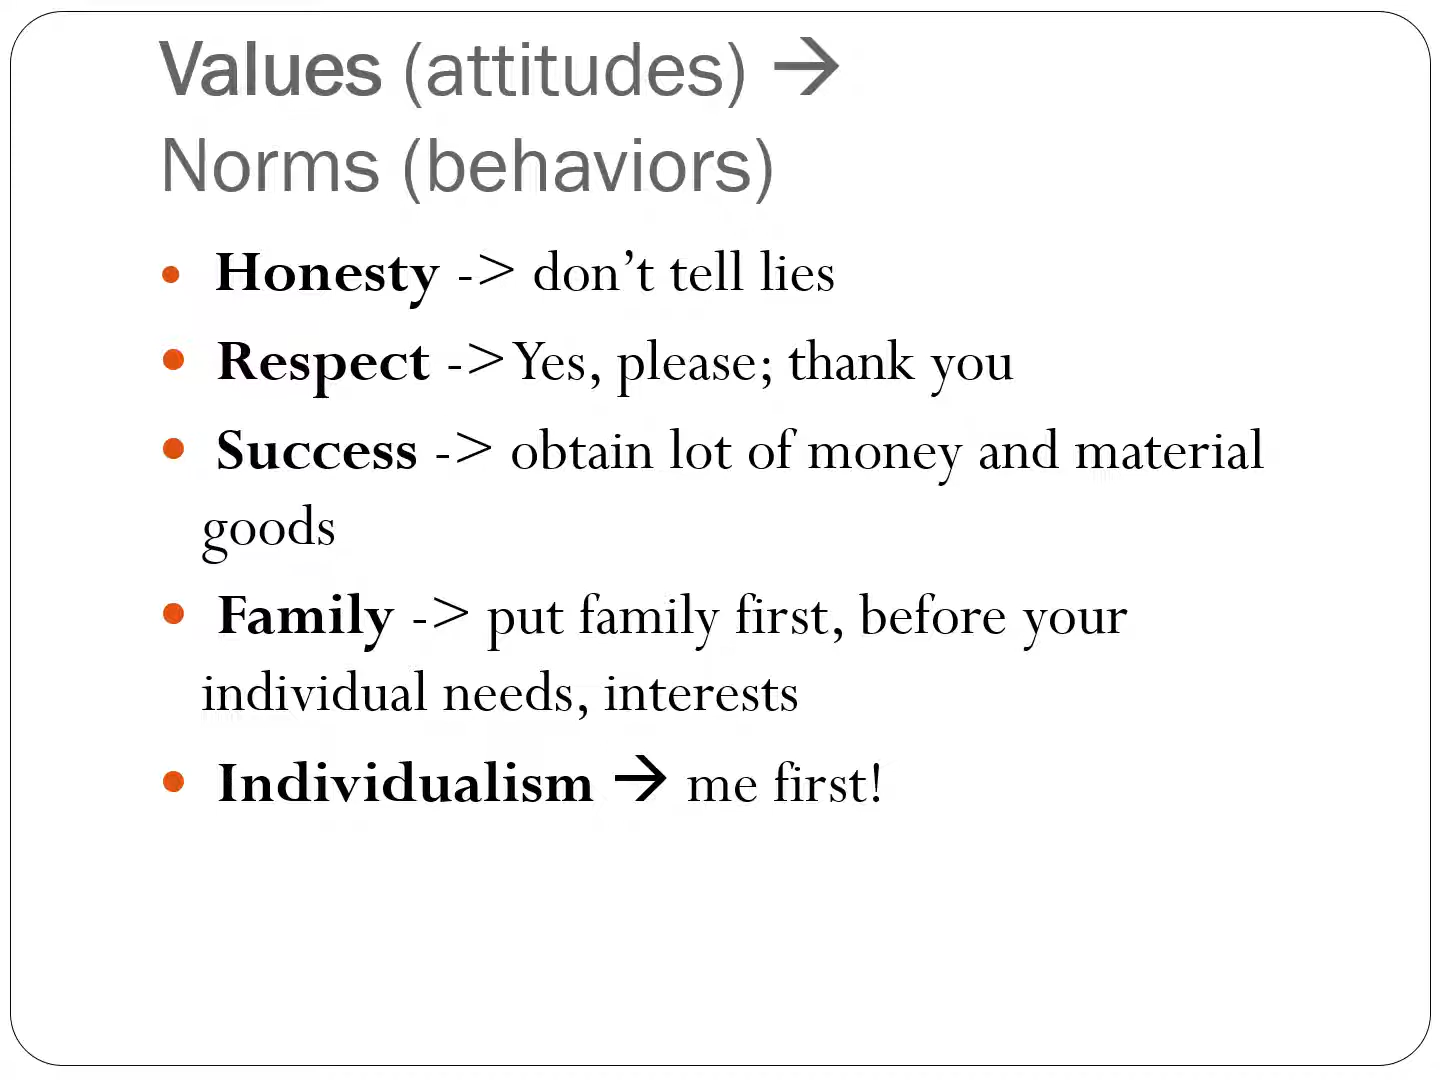 Values (attitudes) →
Norms (behaviors)
• Honesty -> don’t tell lies
• Respect -> Yes, please; thank you
• Success -> obtain lot of money and material
goods
• Family -> put family first, before your
individual needs, interests
• Individualism → me first!